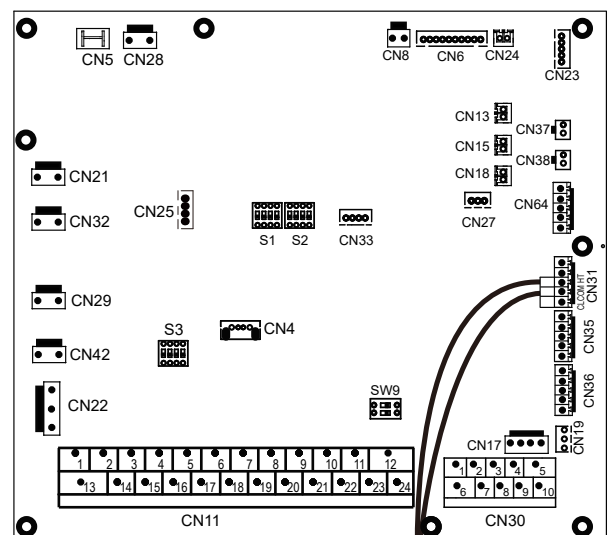 CN5
CN28
CN8
CN6
CN24
CN23
CN13
CN37
CN15
CN38
CN18
CN21
CN25
CN27
CN64
CN32
S1
S2
CN33
CN31
CLCOM HT
CN29
CN4
S3
CN35
CN42
CN36
CN22
SW9
CN17
CN19
1 2 3 4 5 6 7 8 9 10 11 12
13 14 15 16 17 18 19 20 21 22 23 24
CN11
1 2 3 4 5
6 7 8 9 10
CN30